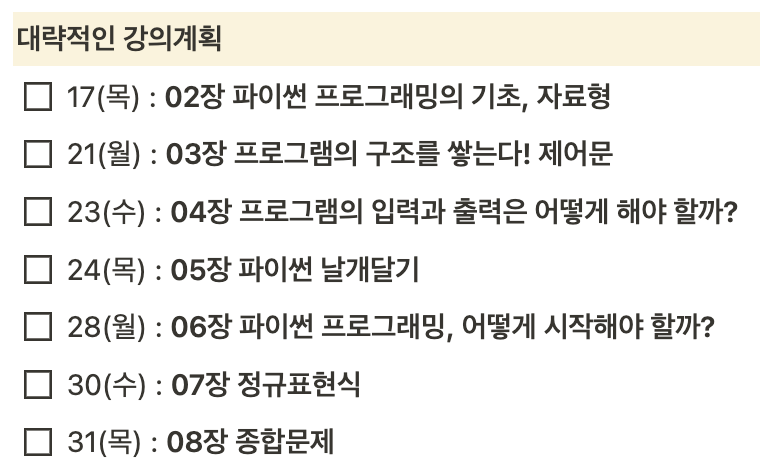 대략적인 강의계획
17(목) : 02장 파이썬 프로그래밍의 기초, 자료형
21(월) : 03장 프로그램의 구조를 쌓는다! 제어문
23(수) : 04장 프로그램의 입력과 출력은 어떻게 해야 할까?
24(목) : 05장 파이썬 날개달기
28(월) : 06장 파이썬 프로그래밍, 어떻게 시작해야 할까?
30(수) : 07장 정규표현식
31(목) : 08장 종합문제